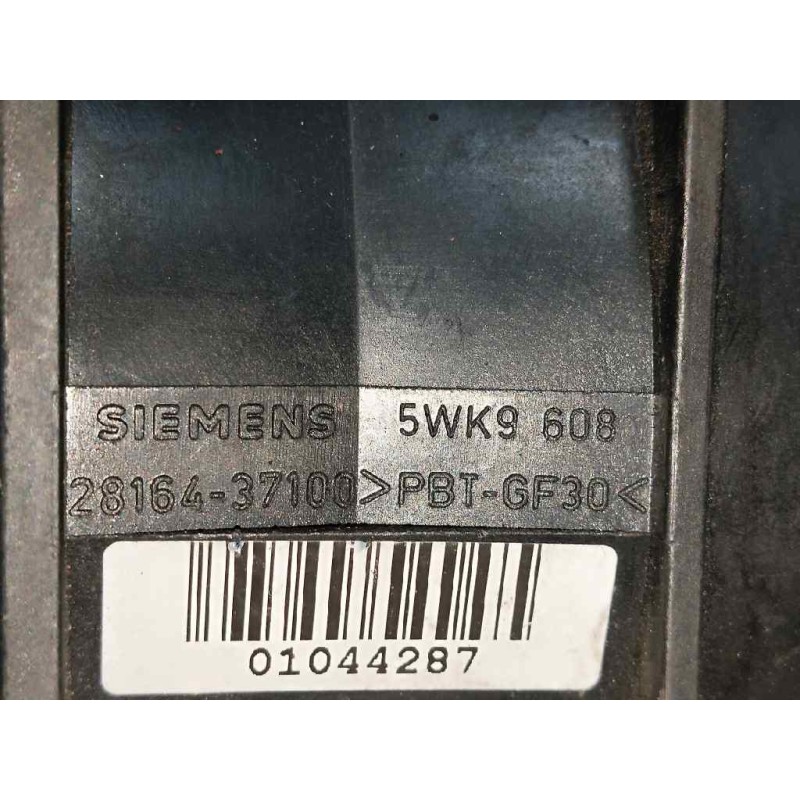 SIEMENS 5WK9 608
28164-37100 >PBT-GF30<
01044287